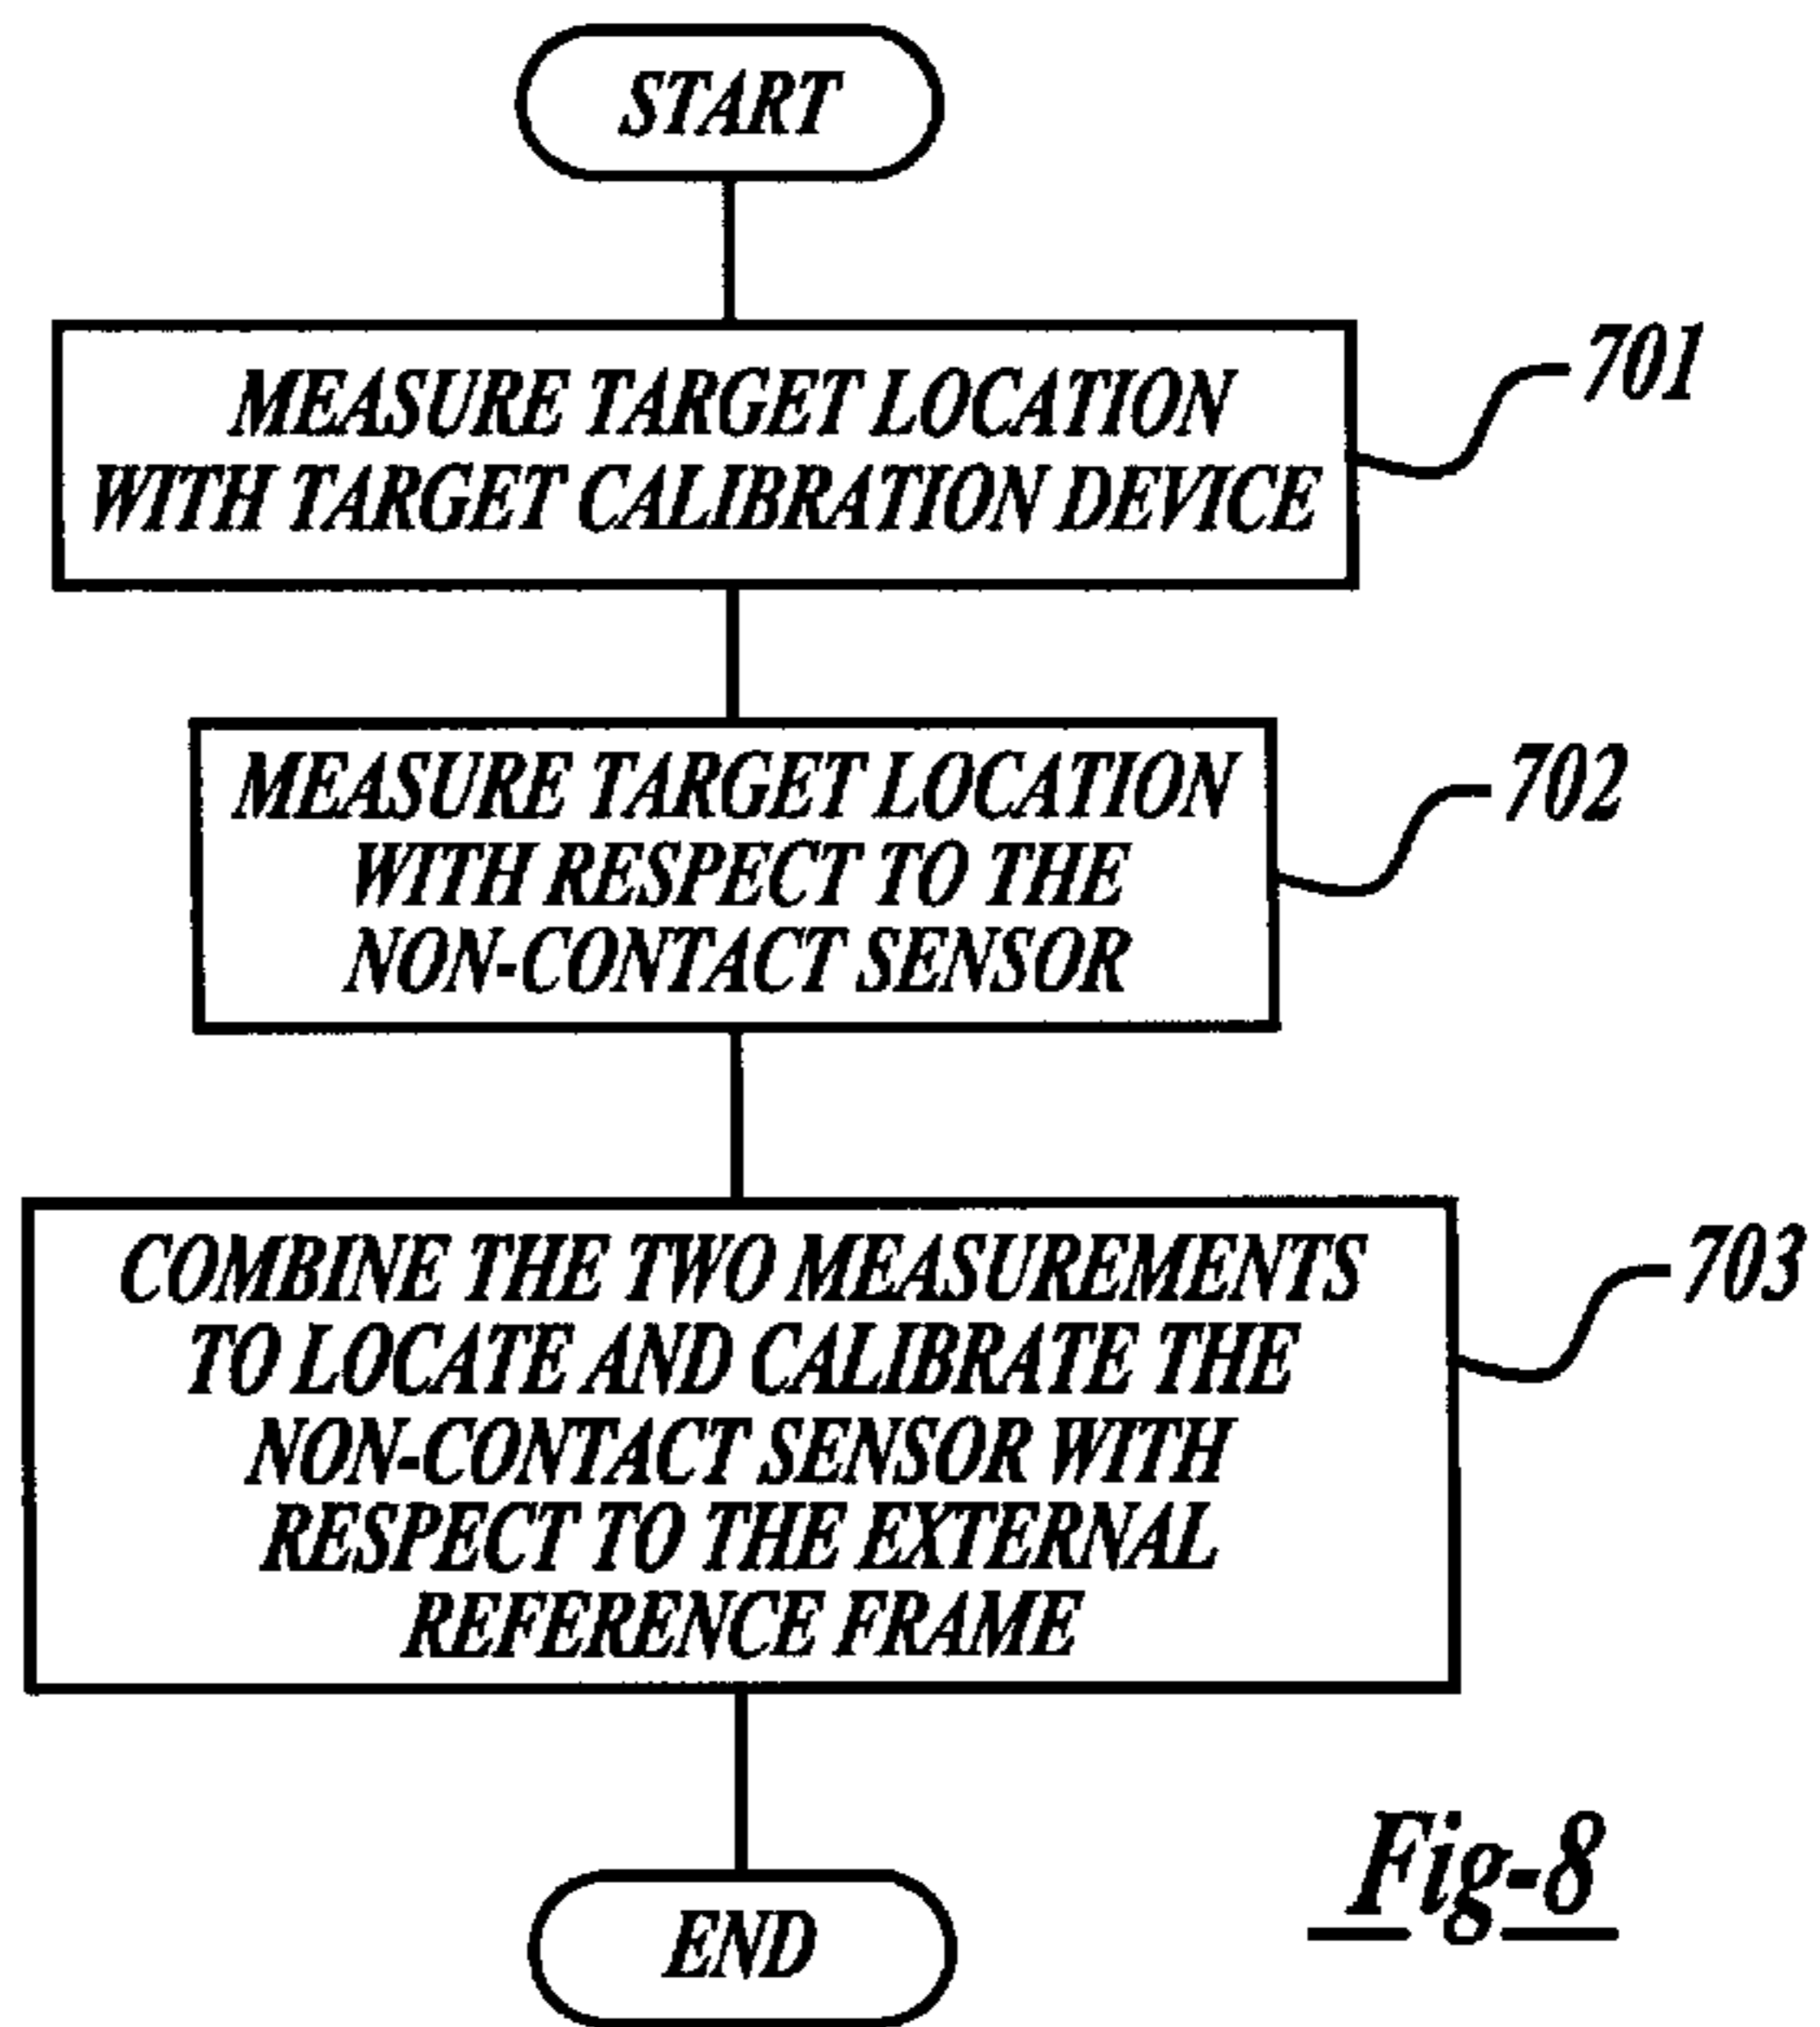 START
MEASURE TARGET LOCATION
WITH TARGET CALIBRATION DEVICE
701
MEASURE TARGET LOCATION
WITH RESPECT TO THE
NON-CONTACT SENSOR
702
COMBINE THE TWO MEASUREMENTS
TO LOCATE AND CALIBRATE THE
NON-CONTACT SENSOR WITH
RESPECT TO THE EXTERNAL
REFERENCE FRAME
703
END
Fig-8